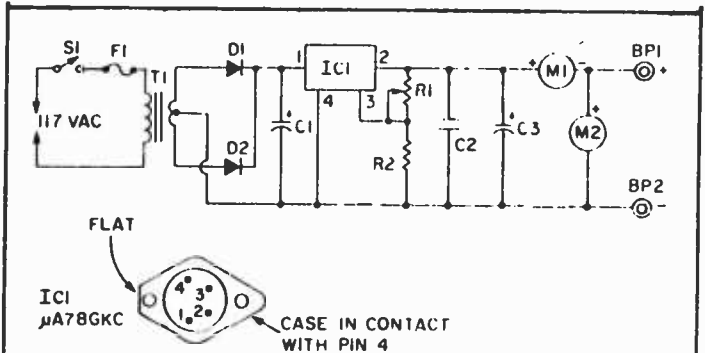 S1
F1
T1
117 VAC
D1
D2
C1
1
IC1
2
4
3
R1
R2
C2
C3
+ M1 -
+
M2
BP1
+
BP2
-
FLAT
IC1
µA78GKC
4
3
1
2
CASE IN CONTACT
WITH PIN 4